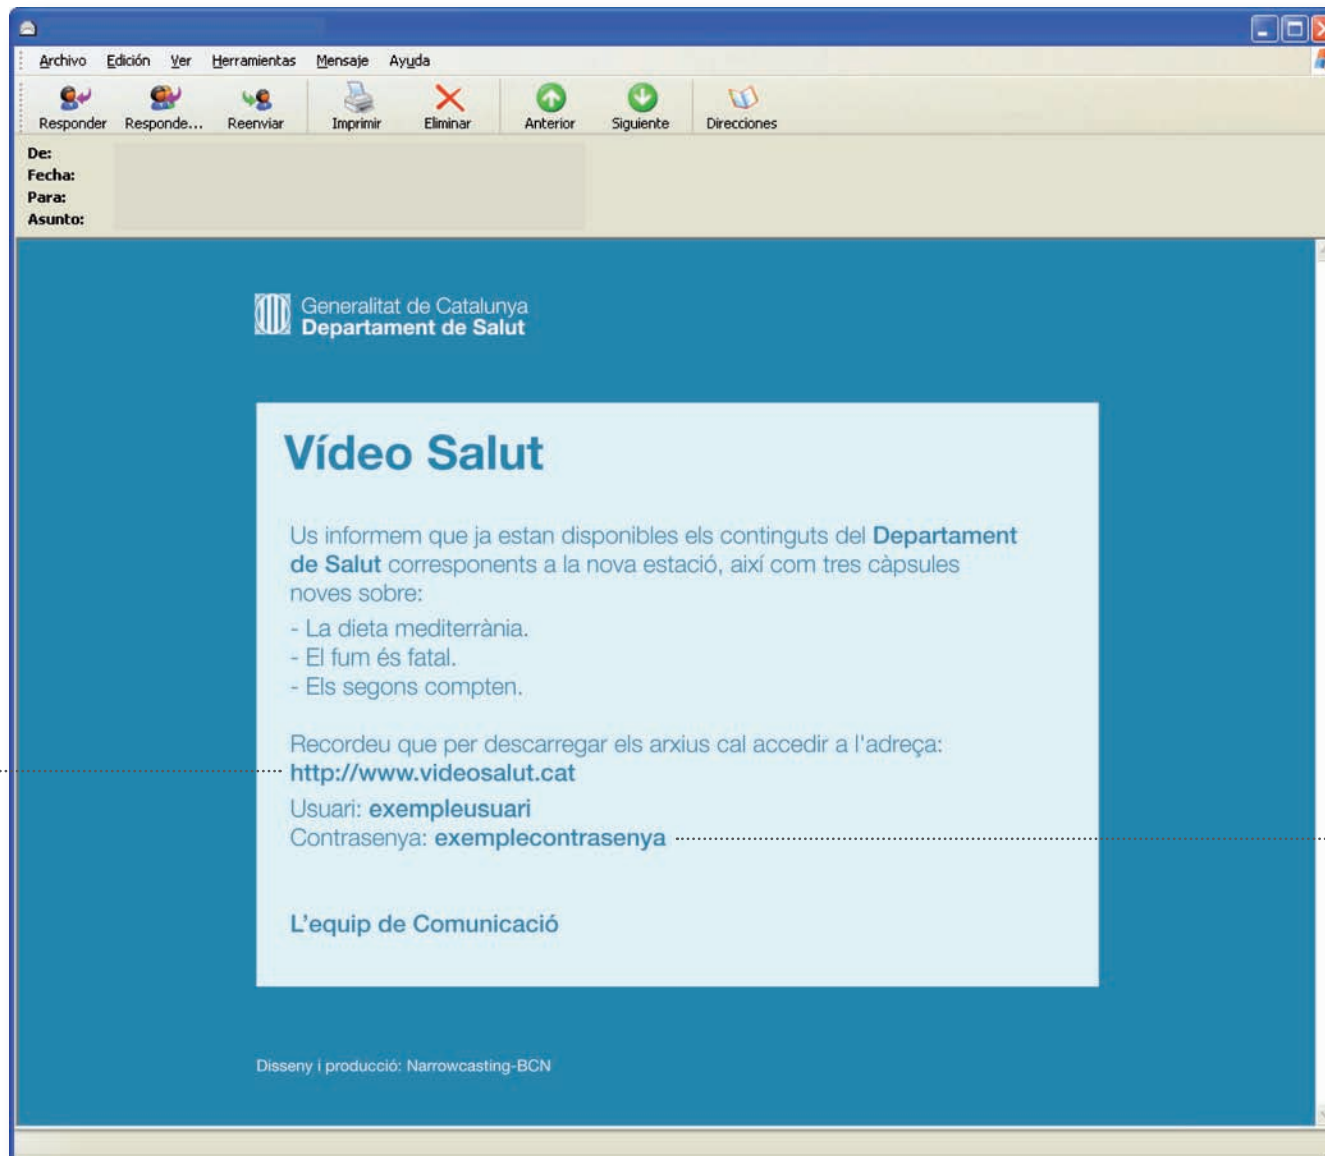 Archivo Edición Ver Herramientas Mensaje Ayuda
Responder Responde... Reenviar Imprimir Eliminar Anterior Siguiente Direcciones
De:
Fecha:
Para:
Asunto:
Generalitat de Catalunya
Departament de Salut
Vídeo Salut
Us informem que ja estan disponibles els continguts del Departament
de Salut corresponents a la nova estació, així com tres càpsules
noves sobre:
- La dieta mediterrània.
- El fum és fatal.
- Els segons compten.
Recordeu que per descarregar els arxius cal accedir a l'adreça:
http://www.videosalut.cat
Usuari: exempleusuari
Contrasenya: exemplecontrasenya
L'equip de Comunicació
Disseny i producció: Narrowcasting-BCN